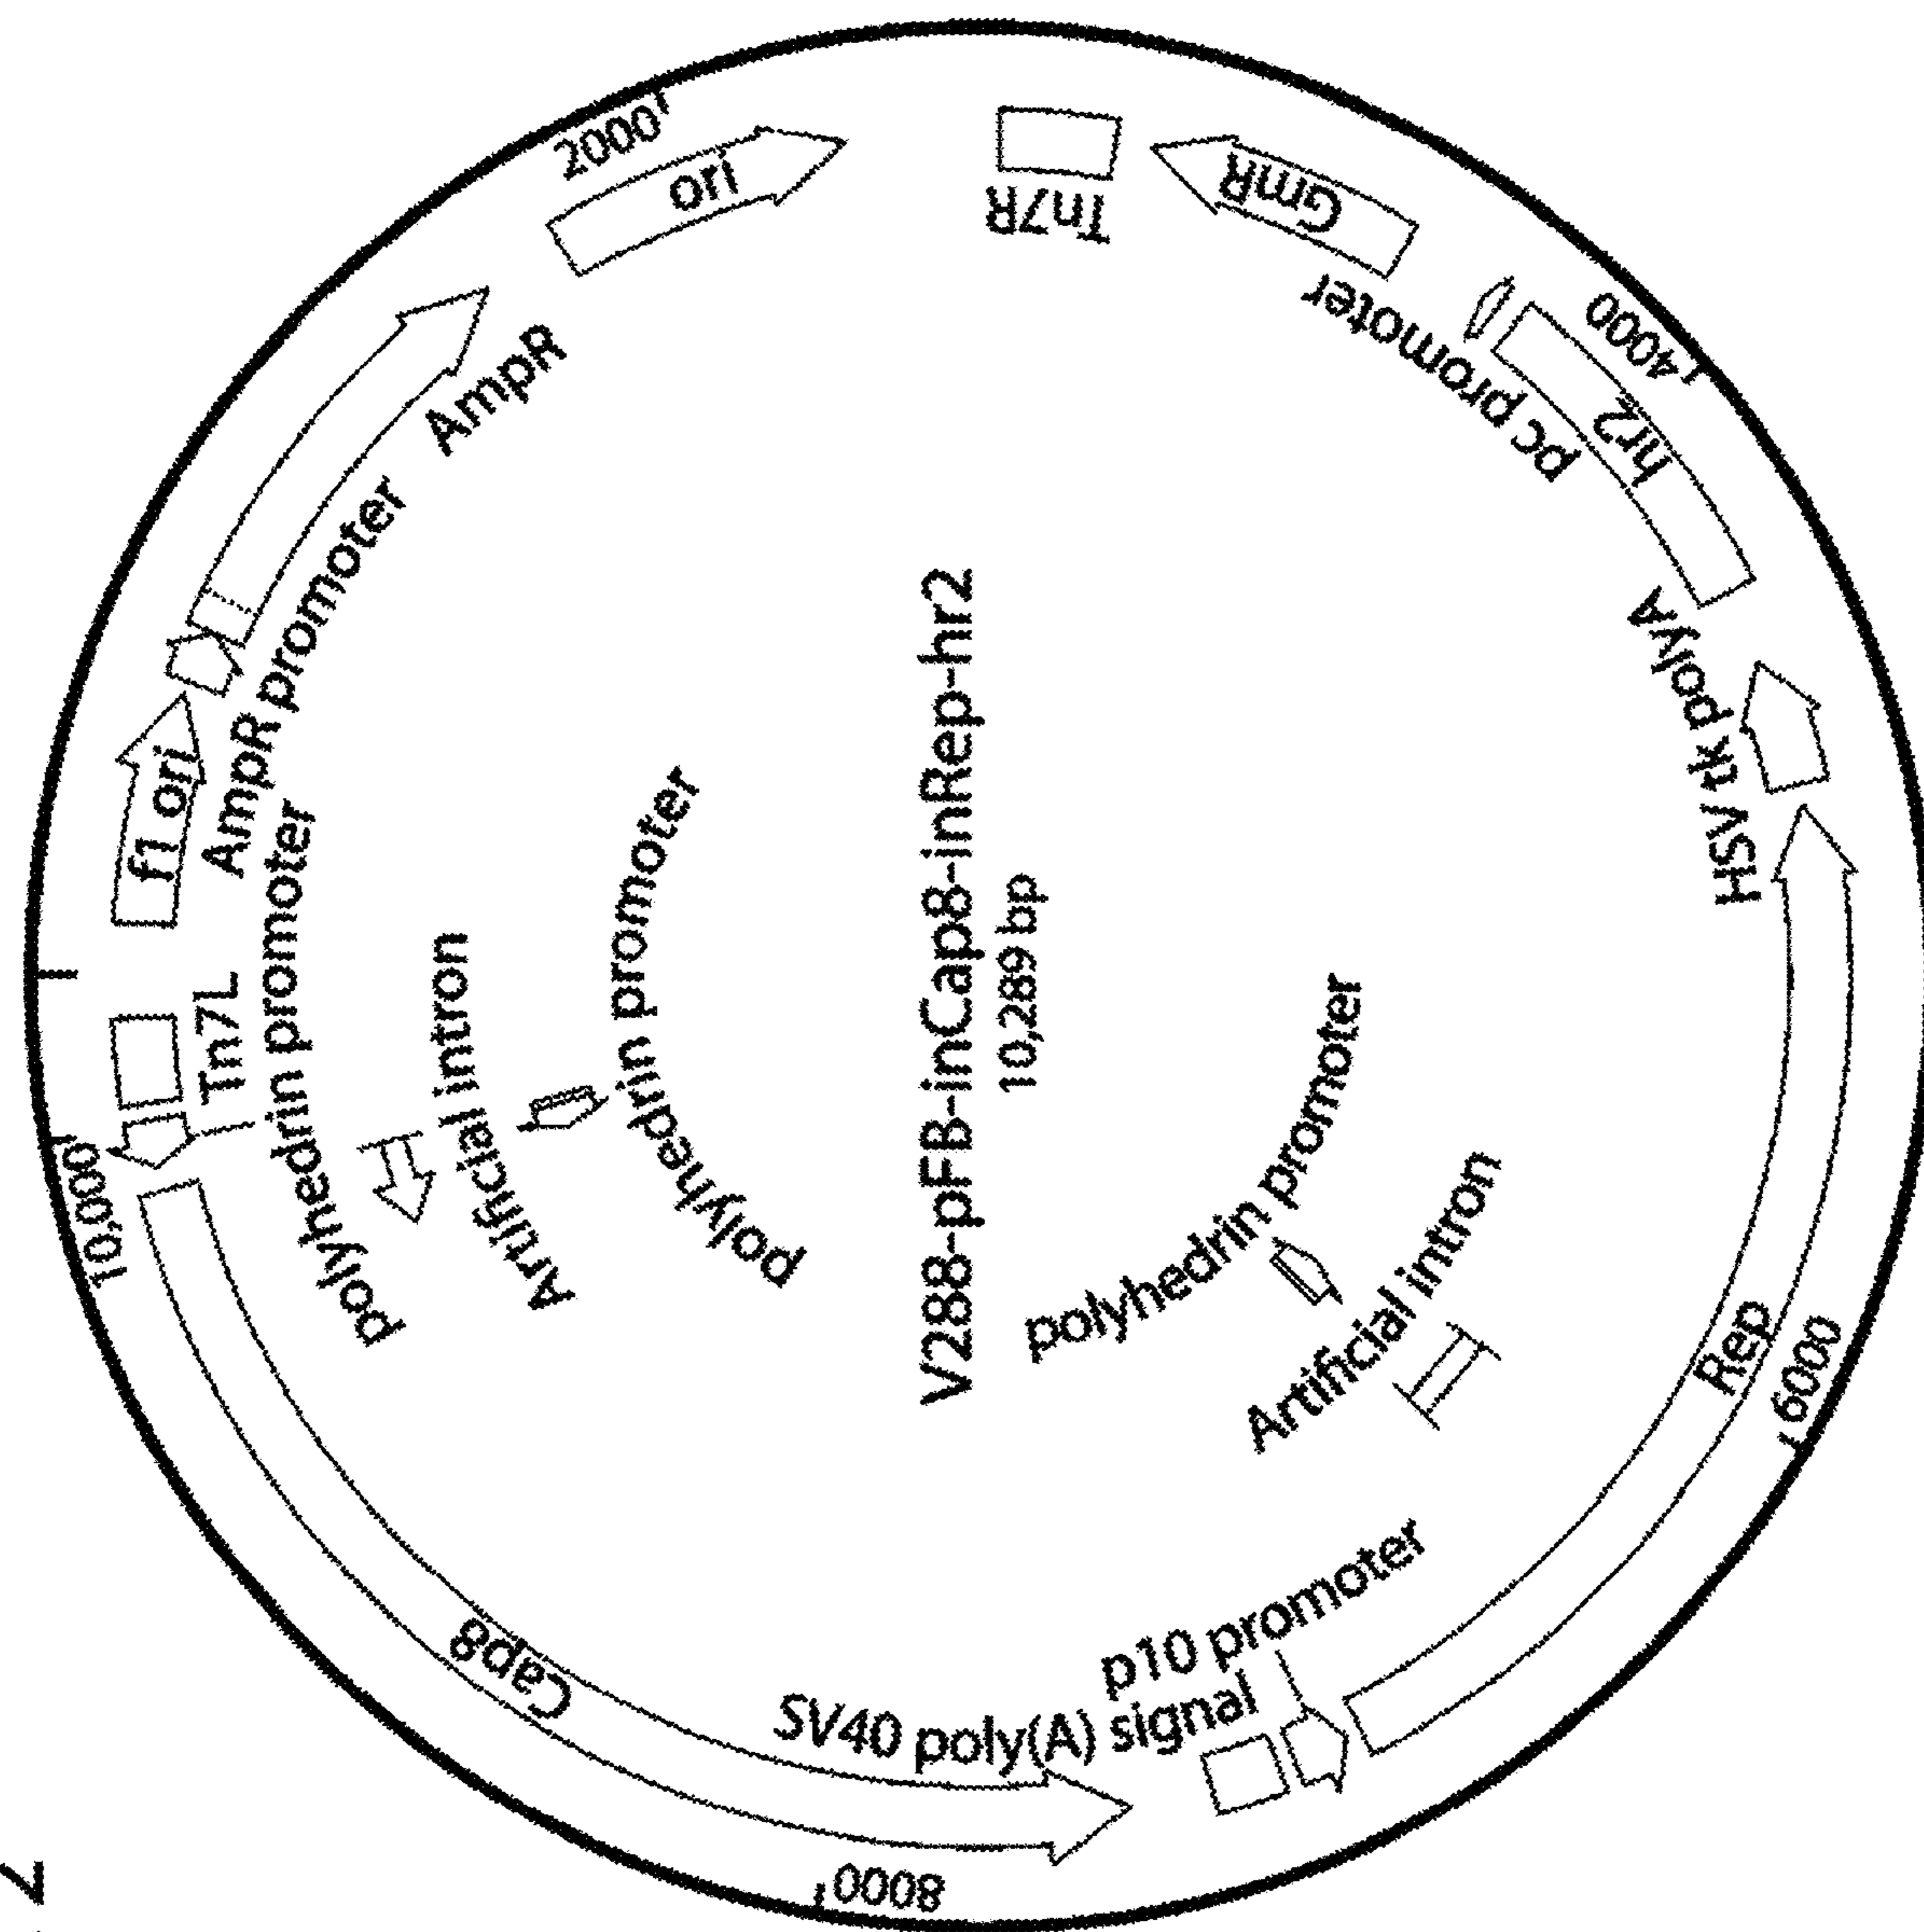 V288-pFB-inCap8-inRep-hr2
10,289 bp
2000
ori
Tn7R
GmR
pc promoter
4000
hr2
HSV tk polyA
Rep
6000
polyhedrin promoter
Artificial intron
p10 promoter
SV40 poly(A) signal
8000
Cap8
10,000
polyhedrin promoter
Artificial intron
polyhedrin promoter
Tn7L
f1 ori
AmpR promoter
AmpR